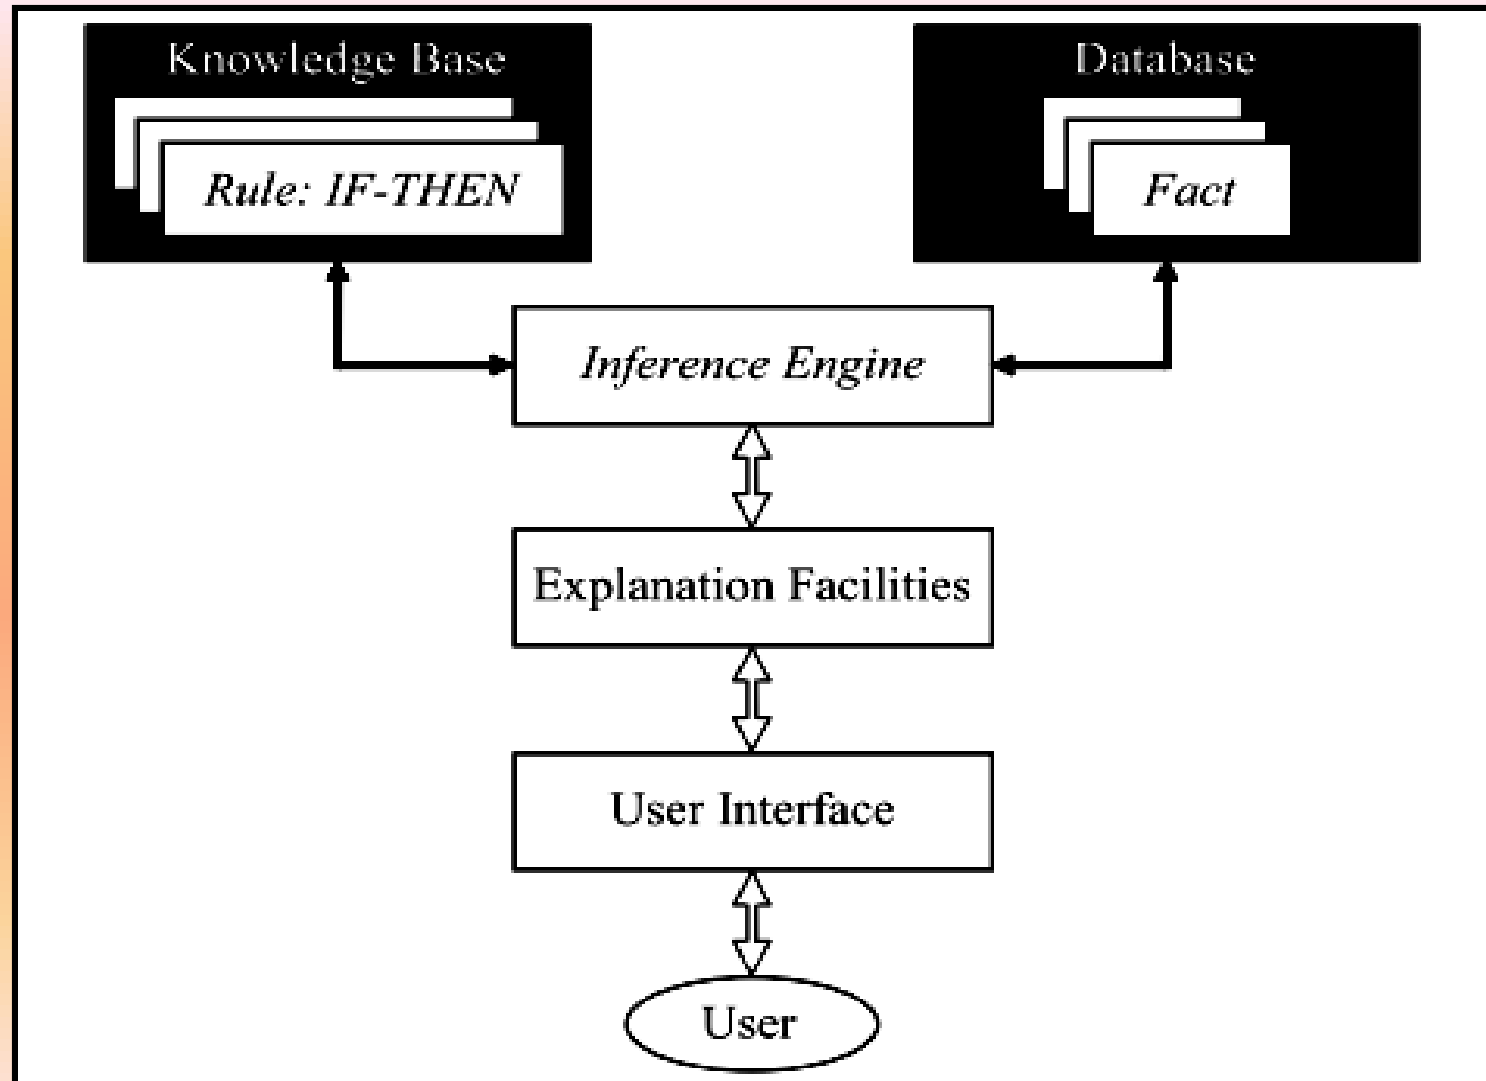 Knowledge Base
Database
Rule: IF-THEN
Fact
Inference Engine
Explanation Facilities
User Interface
User